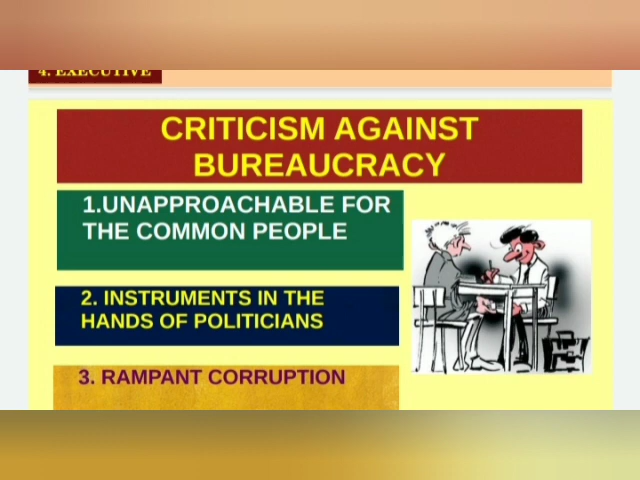 4. EXECUTIVE
CRITICISM AGAINST
BUREAUCRACY
1.UNAPPROACHABLE FOR
THE COMMON PEOPLE
2. INSTRUMENTS IN THE
HANDS OF POLITICIANS
3. RAMPANT CORRUPTION